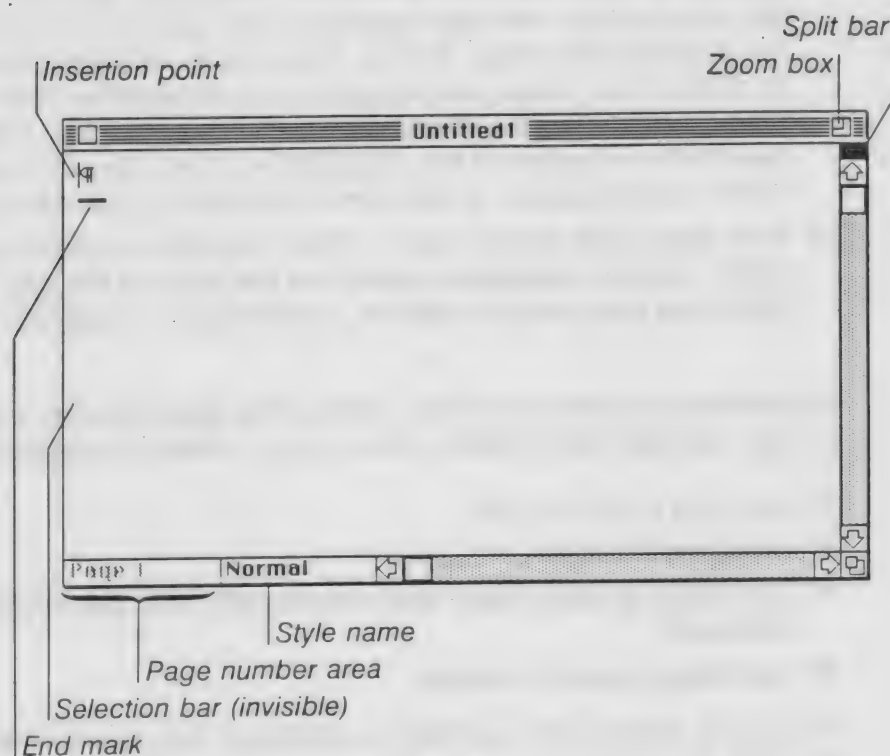 Split bar
Insertion point
Zoom box
Untitled1
¶
Page 1
Normal
Style name
Page number area
Selection bar (invisible)
End mark